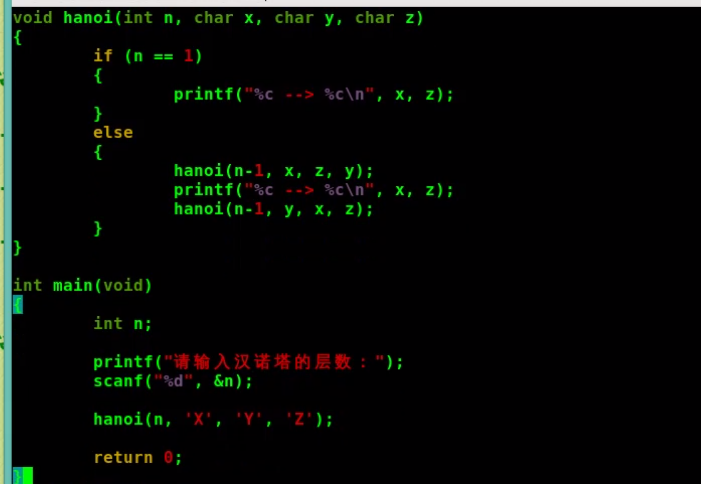 void hanoi(int n, char x, char y, char z)
{
        if (n == 1)
        {
                printf("%c --> %c\n", x, z);
        }
        else
        {
                hanoi(n-1, x, z, y);
                printf("%c --> %c\n", x, z);
                hanoi(n-1, y, x, z);
        }
}

int main(void)
{
        int n;

        printf("请输入汉诺塔的层数：");
        scanf("%d", &n);

        hanoi(n, 'X', 'Y', 'Z');

        return 0;
}